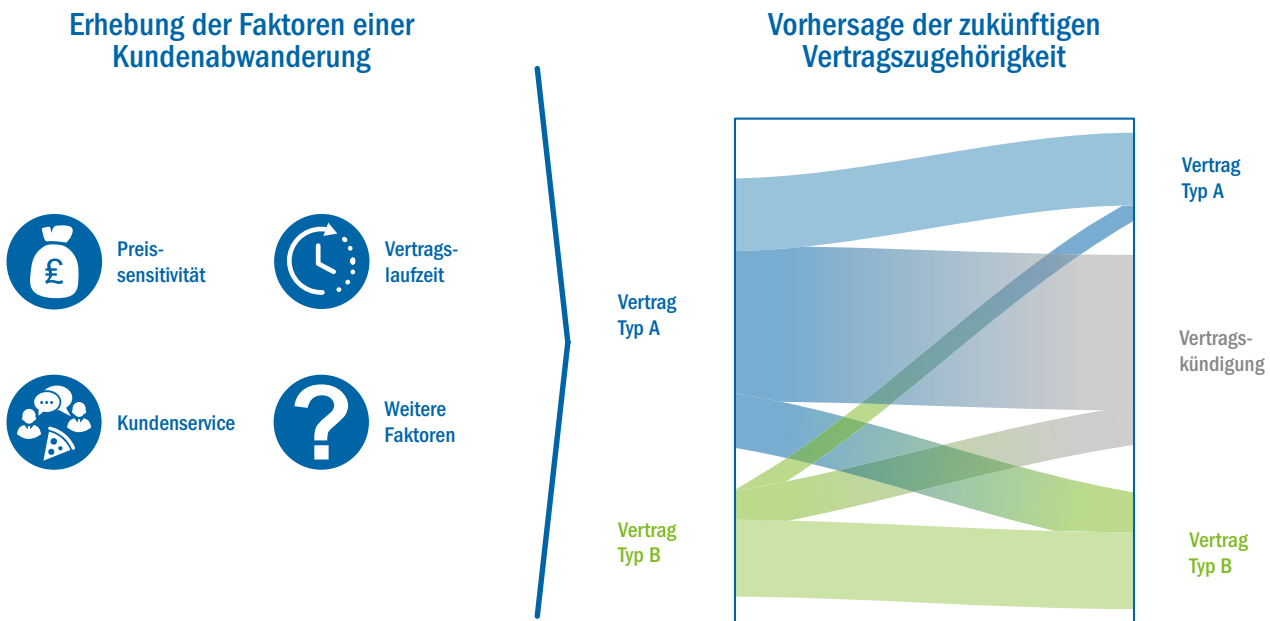 Erhebung der Faktoren einer
Kundenabwanderung
Preis-
sensitivität
£
Vertrags-
laufzeit
Kundenservice
?
Weitere
Faktoren
Vorhersage der zukünftigen
Vertragszugehörigkeit
Vertrag
Typ A
Vertrag
Typ B
Vertrag
Typ A
Vertrags-
kündigung
Vertrag
Typ B